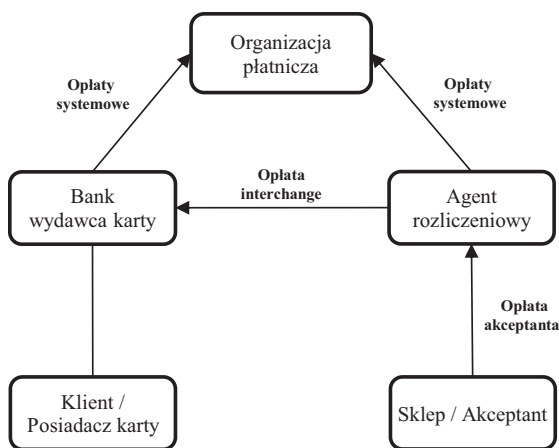 Organizacja
płatnicza
Opłaty
systemowe
Opłaty
systemowe
Bank
wydawca karty
Opłata
interchange
Agent
rozliczeniowy
Opłata
akceptanta
Klient /
Posiadacz karty
Sklep / Akceptant